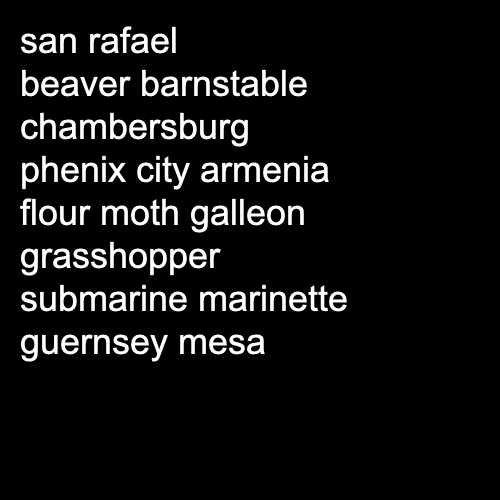 san rafael
beaver barnstable
chambersburg
phenix city armenia
flour moth galleon
grasshopper
submarine marinette
guernsey mesa